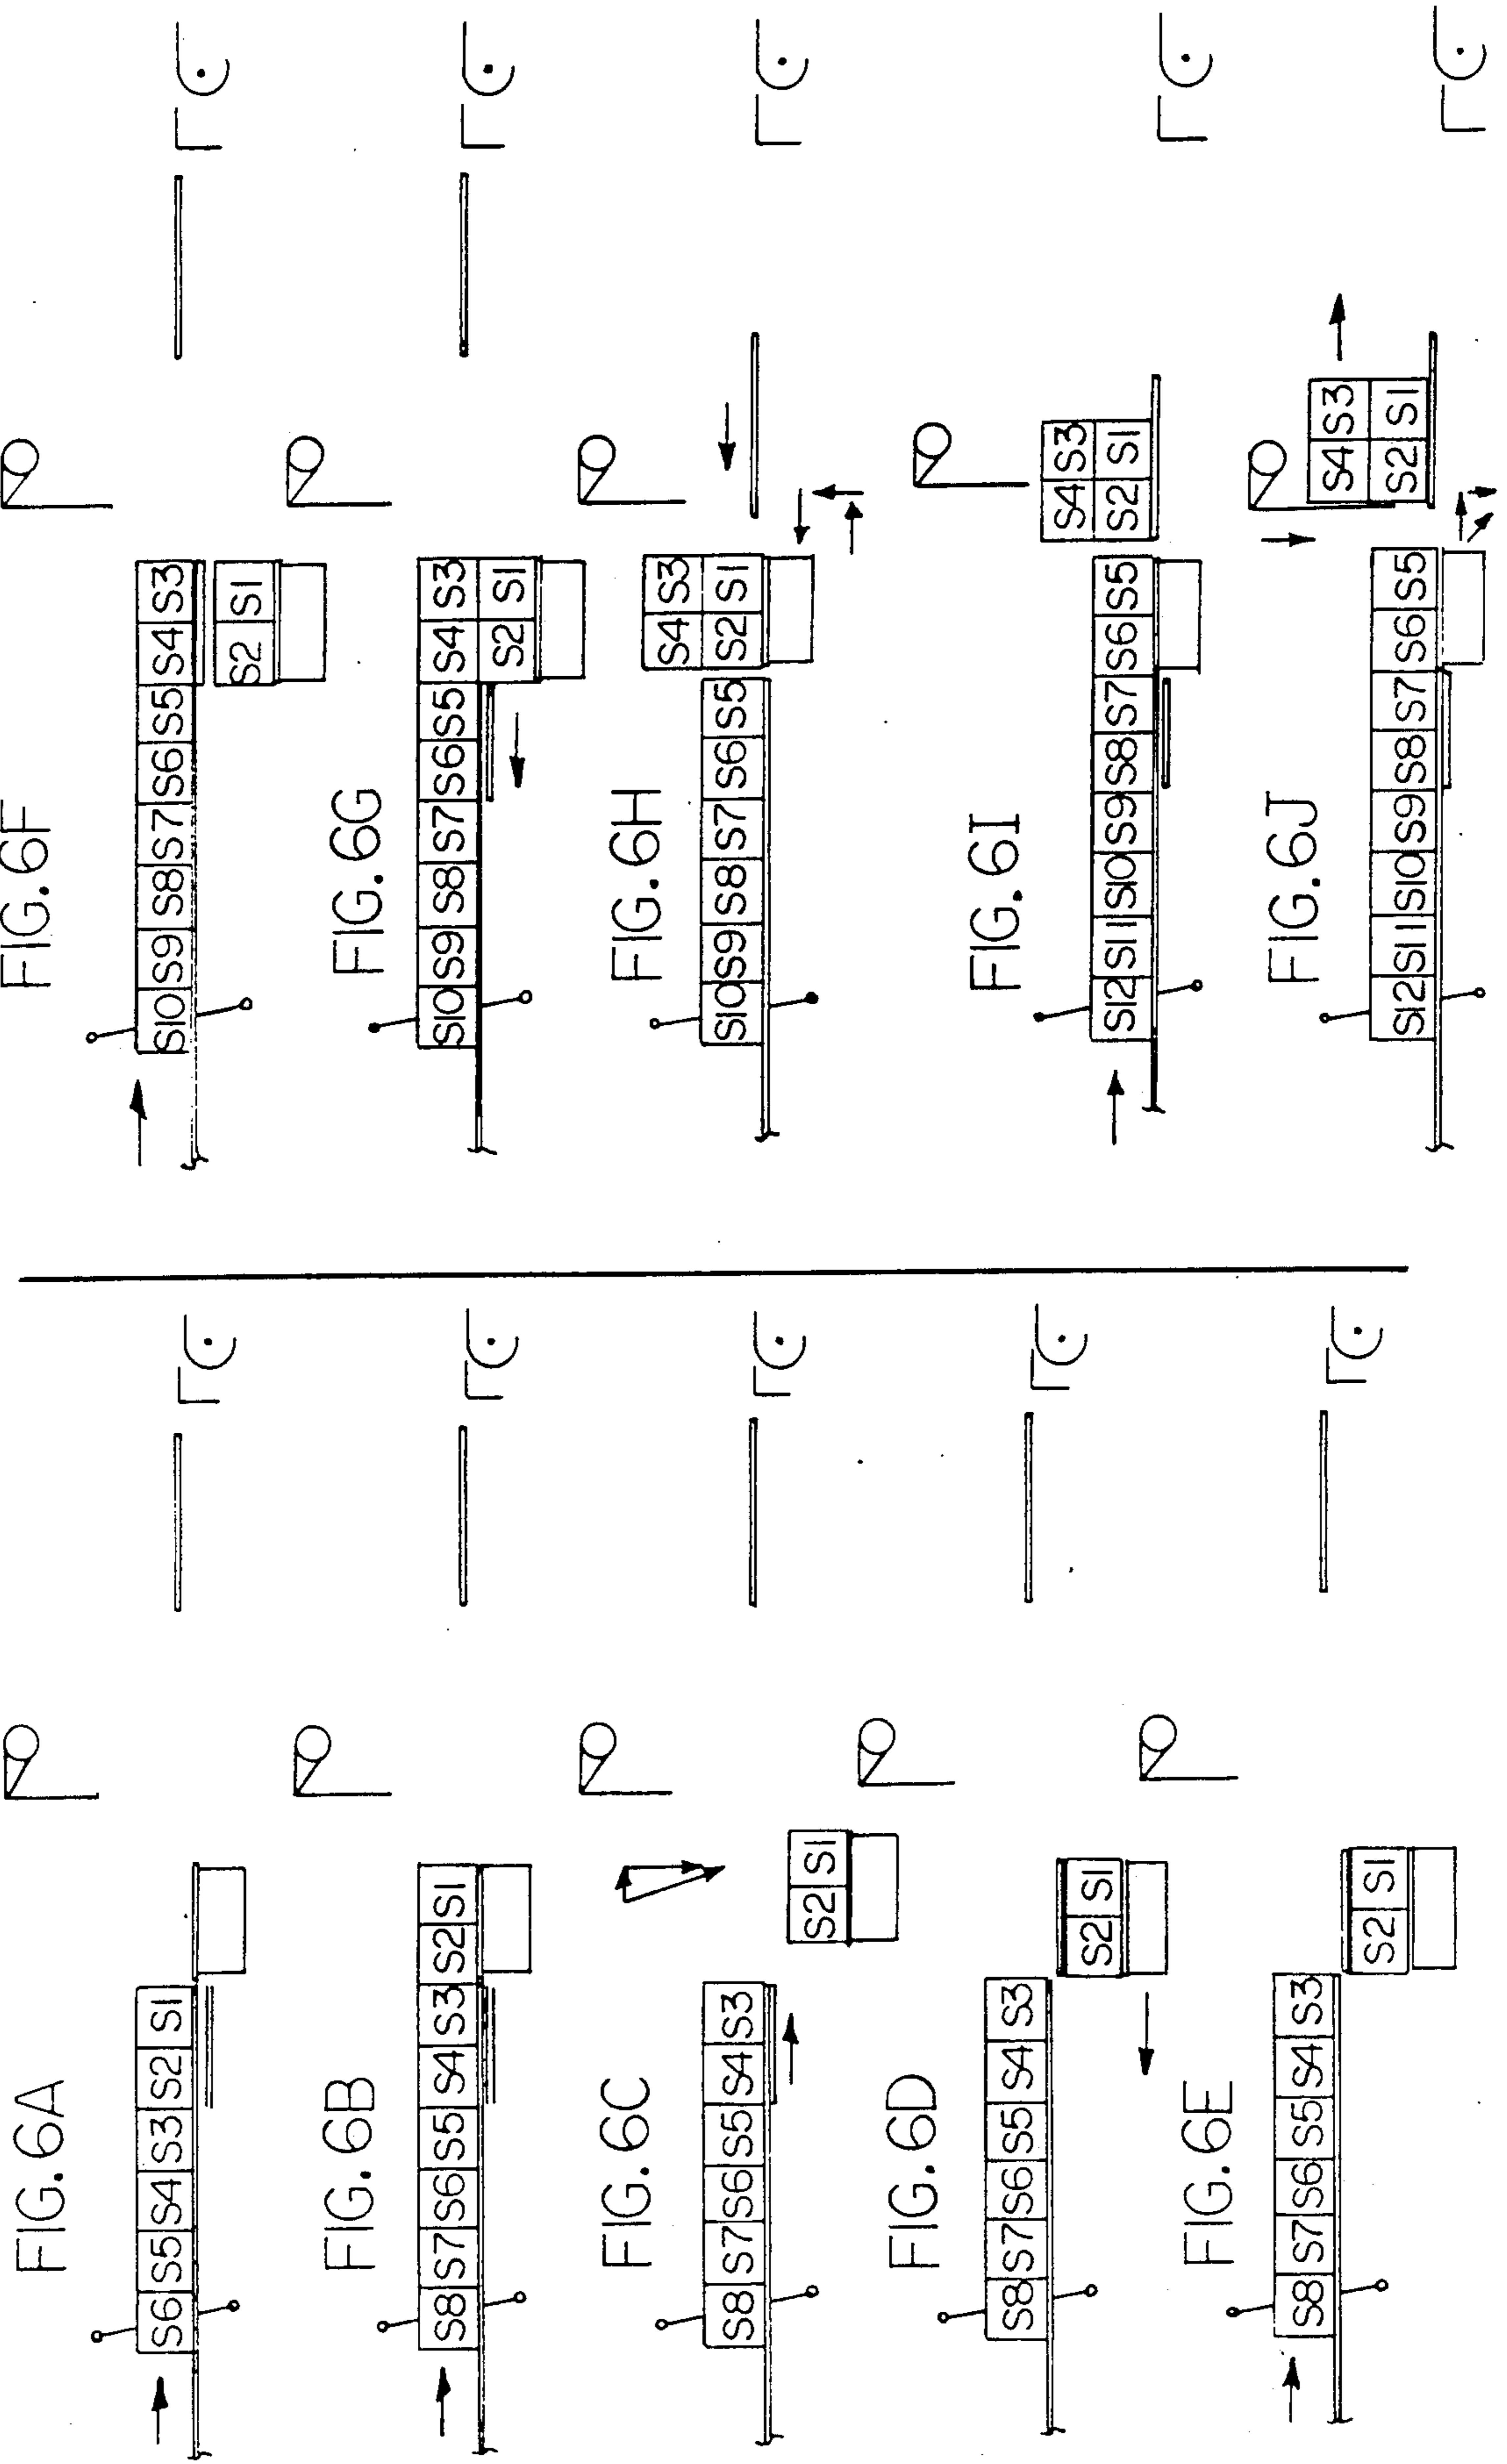 FIG. 6A
S6 S5 S4 S3 S2 S1
FIG. 6B
S8 S7 S6 S5 S4 S3 S2 S1
FIG. 6C
S8 S7 S6 S5 S4 S3
S2 S1
FIG. 6D
S8 S7 S6 S5 S4 S3
S2 S1
FIG. 6E
S8 S7 S6 S5 S4 S3
S2 S1
FIG. 6F
S10 S9 S8 S7 S6 S5 S4 S3
S2 S1
FIG. 6G
S10 S9 S8 S7 S6 S5 S4 S3
S2 S1
FIG. 6H
S4 S3
S10 S9 S8 S7 S6 S5 S2 S1
FIG. 6I
S4 S3
S12 S11 S10 S9 S8 S7 S6 S5 S2 S1
FIG. 6J
S4 S3
S12 S11 S10 S9 S8 S7 S6 S5 S2 S1